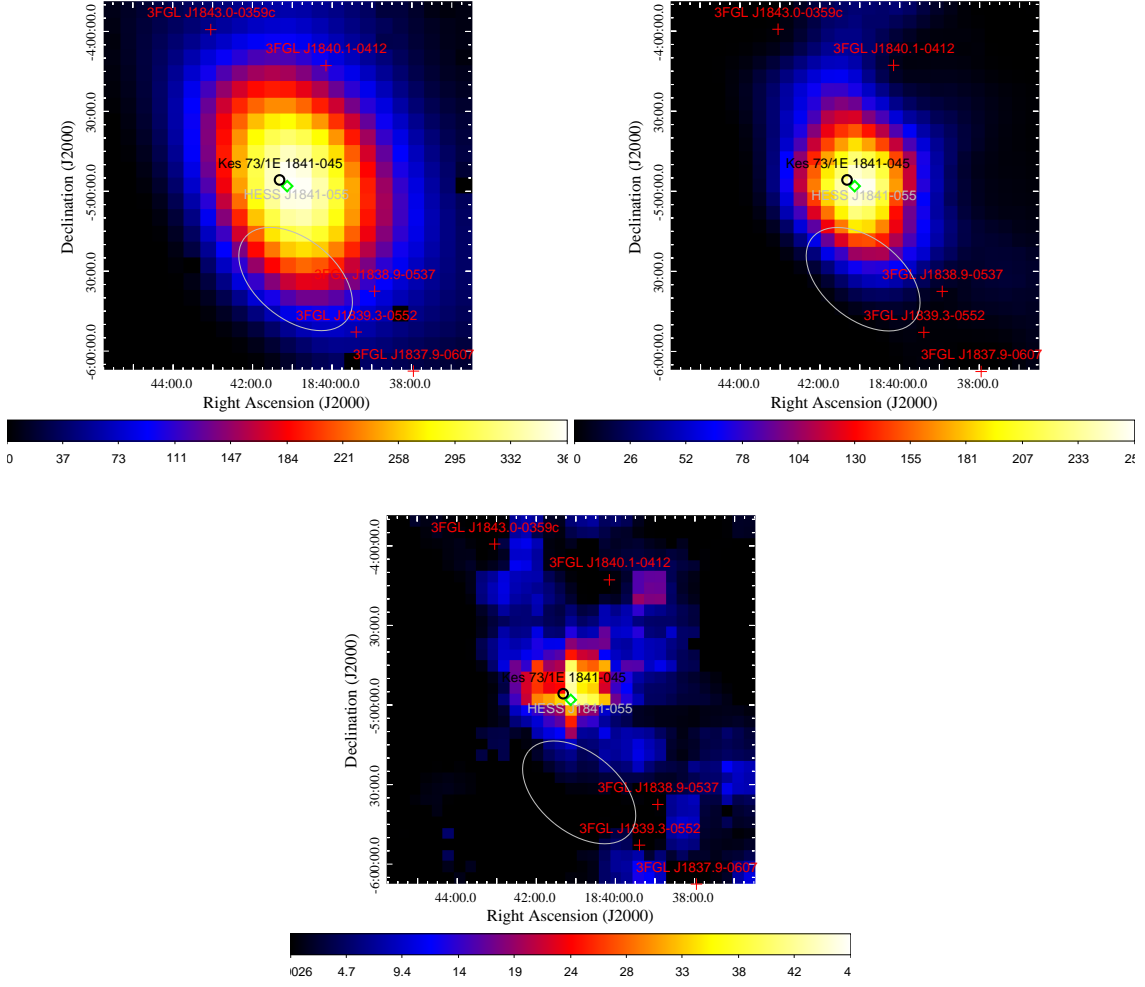 3FGL J1843.0-0359c
3FGL J1840.1-0412
Kes 73/1E 1841-045
HESS J1841-055
3FGL J1838.9-0537
3FGL J1839.3-0552
3FGL J1837.9-0607
-4:00:00.0
30:00.0
-5:00:00.0
30:00.0
-6:00:00.0
Declination (J2000)
44:00.0 42:00.0 18:40:00.0 38:00.0
Right Ascension (J2000)
0 37 73 111 147 184 221 258 295 332 36
3FGL J1843.0-0359c
3FGL J1840.1-0412
Kes 73/1E 1841-045
HESS J1841-055
3FGL J1838.9-0537
3FGL J1839.3-0552
3FGL J1837.9-0607
-4:00:00.0
30:00.0
-5:00:00.0
30:00.0
-6:00:00.0
Declination (J2000)
44:00.0 42:00.0 18:40:00.0 38:00.0
Right Ascension (J2000)
0 26 52 78 104 130 155 181 207 233 25
3FGL J1843.0-0359c
3FGL J1840.1-0412
Kes 73/1E 1841-045
HESS J1841-055
3FGL J1838.9-0537
3FGL J1839.3-0552
3FGL J1837.9-0607
-4:00:00.0
30:00.0
-5:00:00.0
30:00.0
-6:00:00.0
Declination (J2000)
44:00.0 42:00.0 18:40:00.0 38:00.0
Right Ascension (J2000)
0026 4.7 9.4 14 19 24 28 33 38 42 4